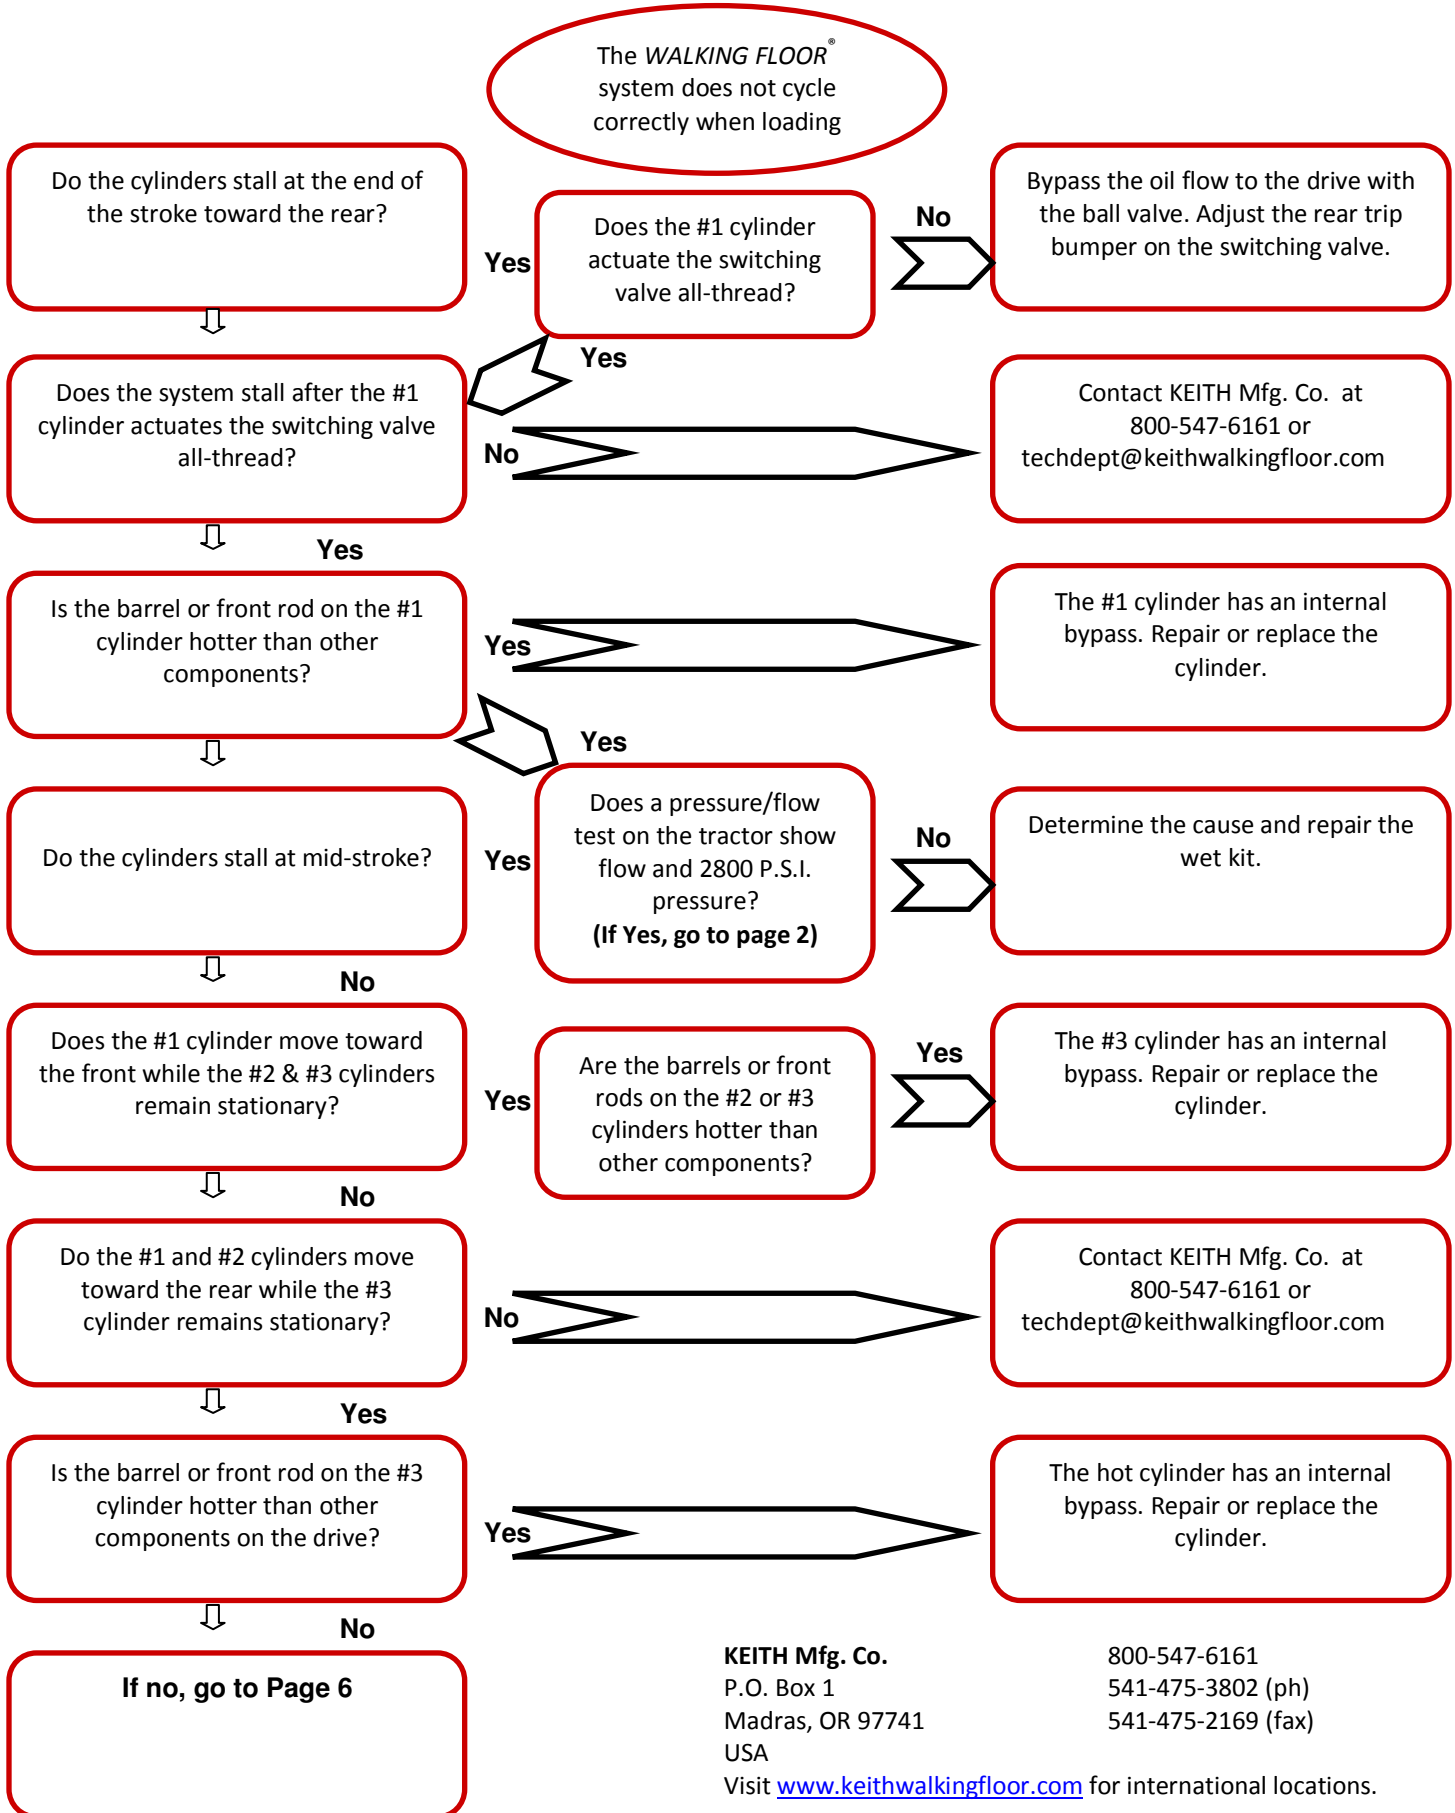 The WALKING FLOOR®
system does not cycle
correctly when loading
Do the cylinders stall at the end of
the stroke toward the rear?
Yes
Does the #1 cylinder
actuate the switching
valve all-thread?
No
Bypass the oil flow to the drive with
the ball valve. Adjust the rear trip
bumper on the switching valve.
Yes
Does the system stall after the #1
cylinder actuates the switching valve
all-thread?
No
Contact KEITH Mfg. Co. at
800-547-6161 or
techdept@keithwalkingfloor.com
Yes
Is the barrel or front rod on the #1
cylinder hotter than other
components?
Yes
The #1 cylinder has an internal
bypass. Repair or replace the
cylinder.
Yes
Do the cylinders stall at mid-stroke?
Yes
Does a pressure/flow
test on the tractor show
flow and 2800 P.S.I.
pressure?
(If Yes, go to page 2)
No
Determine the cause and repair the
wet kit.
No
Does the #1 cylinder move toward
the front while the #2 & #3 cylinders
remain stationary?
Yes
Are the barrels or front
rods on the #2 or #3
cylinders hotter than
other components?
Yes
The #3 cylinder has an internal
bypass. Repair or replace the
cylinder.
No
Do the #1 and #2 cylinders move
toward the rear while the #3
cylinder remains stationary?
No
Contact KEITH Mfg. Co. at
800-547-6161 or
techdept@keithwalkingfloor.com
Yes
Is the barrel or front rod on the #3
cylinder hotter than other
components on the drive?
Yes
The hot cylinder has an internal
bypass. Repair or replace the
cylinder.
No
If no, go to Page 6
KEITH Mfg. Co. 800-547-6161
P.O. Box 1 541-475-3802 (ph)
Madras, OR 97741 541-475-2169 (fax)
USA
Visit www.keithwalkingfloor.com for international locations.